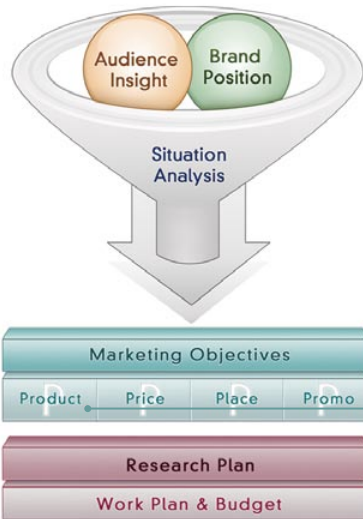 Audience
Insight
Brand
Position
Situation
Analysis
Marketing Objectives
Product Price Place Promo
P P P P
Research Plan
Work Plan & Budget